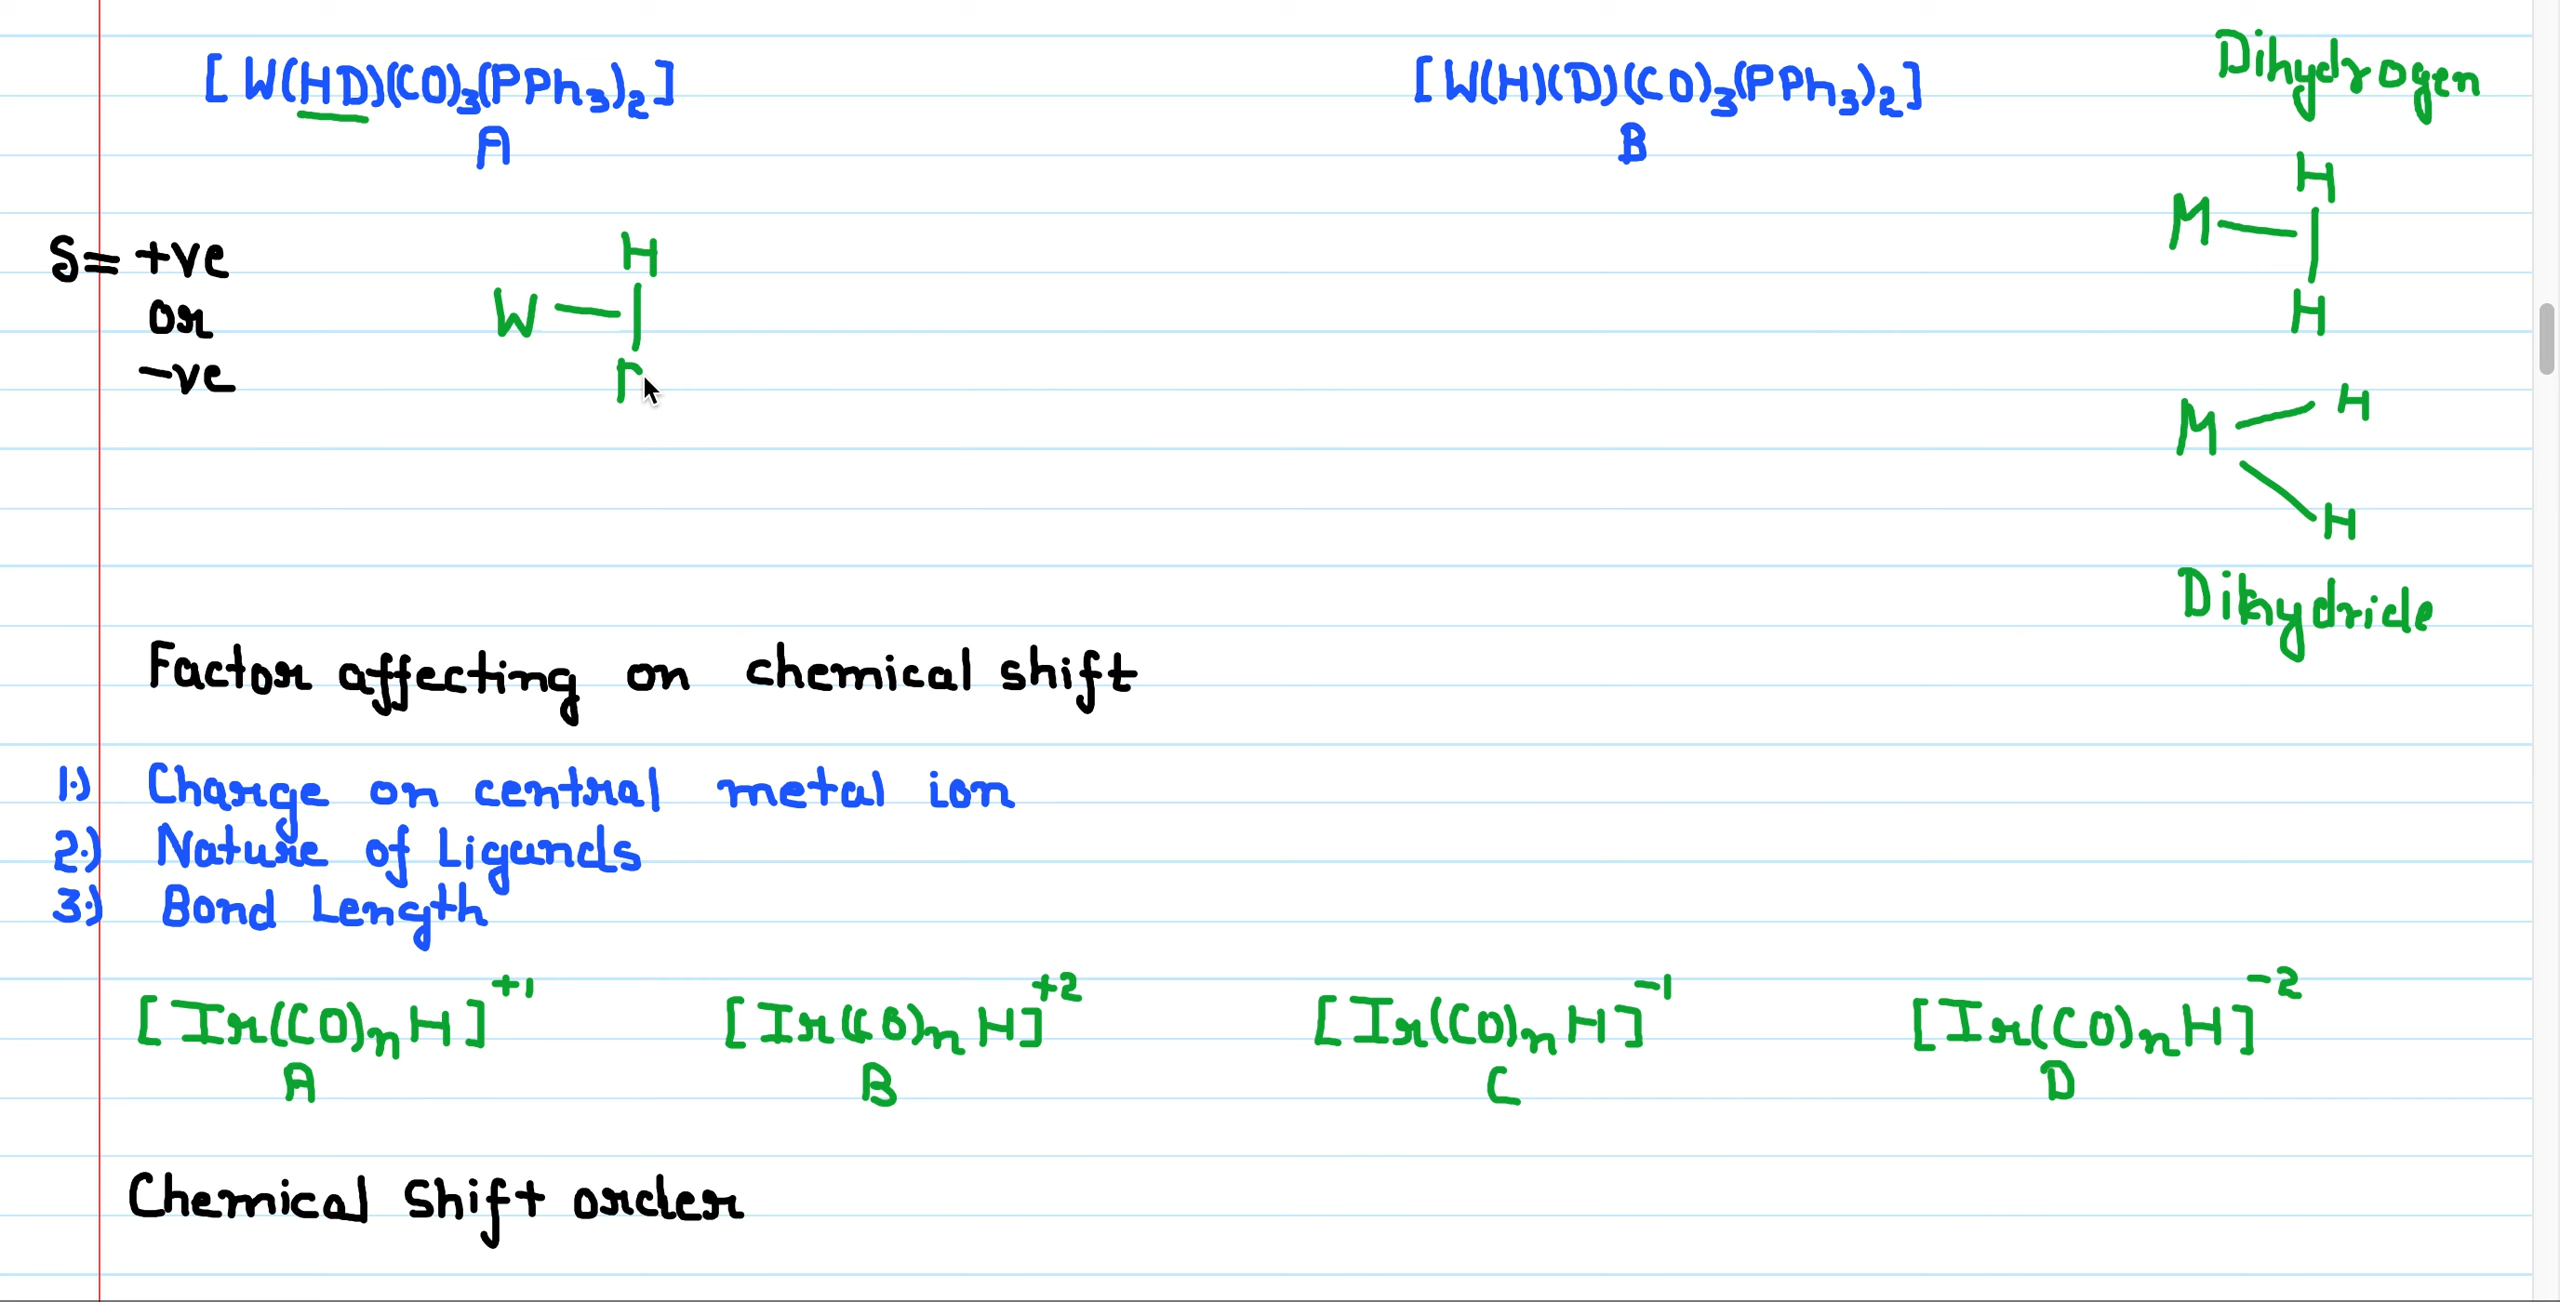 [W(HD)(CO)₃(PPh₃)₂] [W(H)(D)(CO)₃(PPh₃)₂] Dihydrogen
A B
H
M
H
δ = +ve
or
-ve
H
W
M H
H
Dihydride
Factor affecting on chemical shift
1.) Charge on central metal ion
2.) Nature of Ligands
3.) Bond Length
[Ir(CO)ₙH]⁺¹ [Ir(CO)ₙH]⁺² [Ir(CO)ₙH]⁻¹ [Ir(CO)ₙH]⁻²
A B C D
Chemical shift order